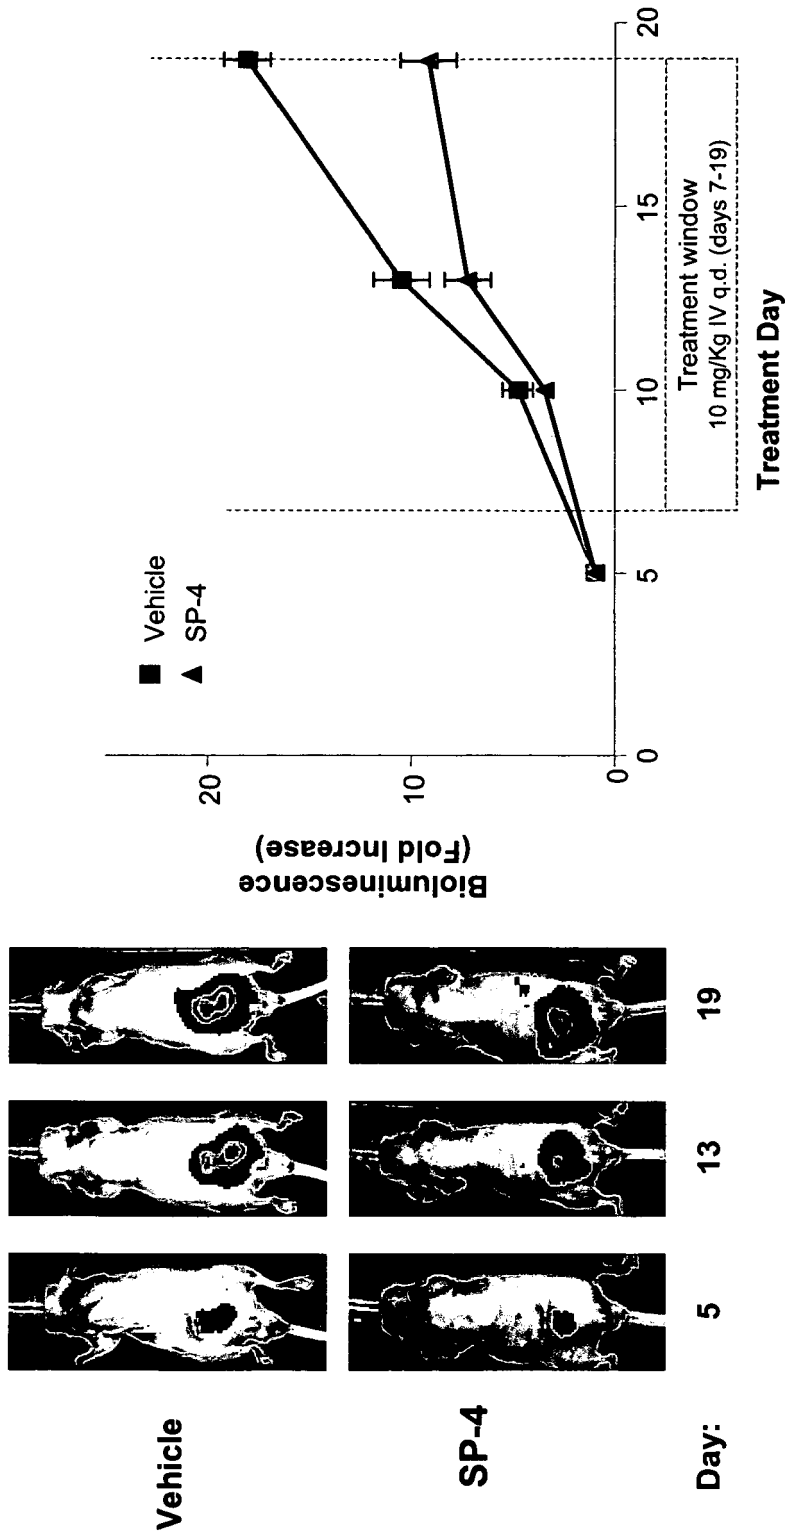 Vehicle
SP-4
Day:
5
13
19
Bioluminescence
(Fold Increase)
20
10
0
Vehicle
SP-4
0
5
10
15
20
Treatment window
10 mg/Kg IV q.d. (days 7-19)
Treatment Day